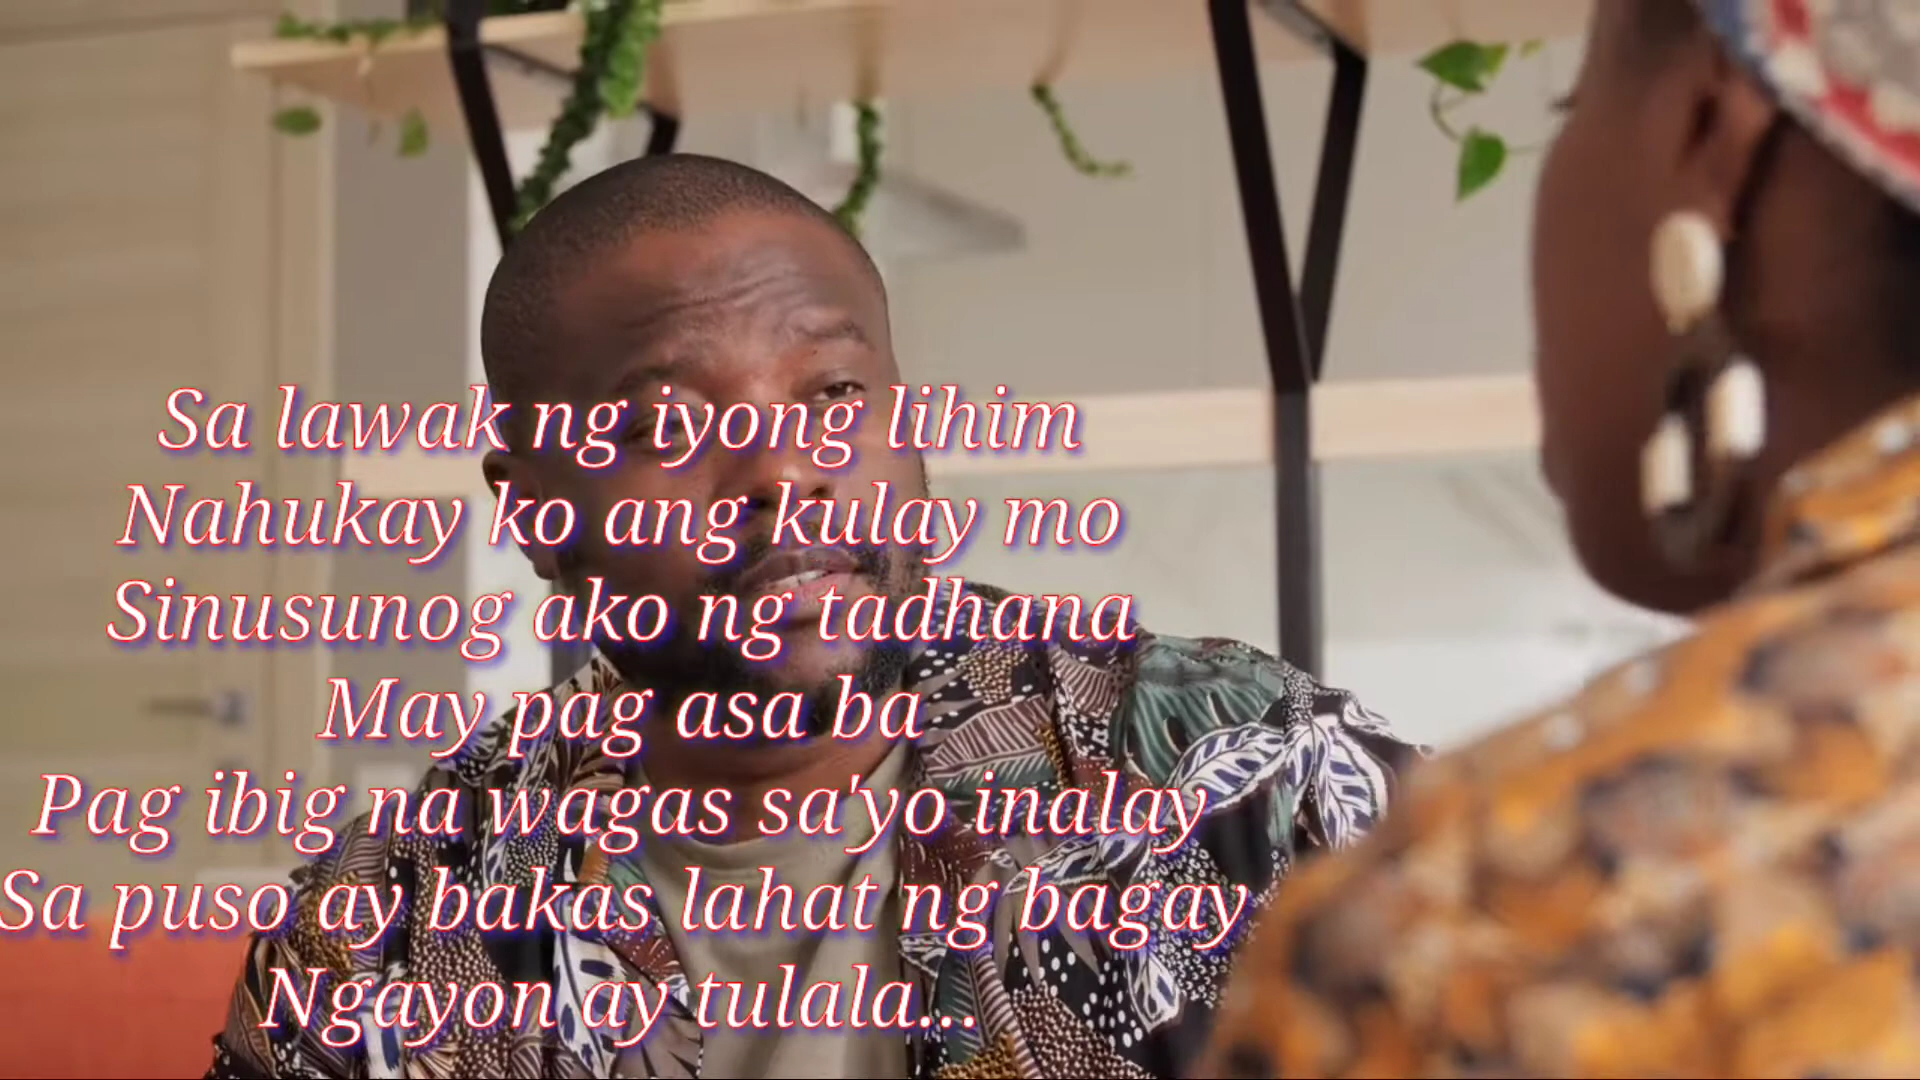 Sa lawak ng iyong lihim
Nahukay ko ang kulay mo
Sinusunog ako ng tadhana
May pag asa ba
Pag ibig na wagas sa'yo inalay
Sa puso ay bakas lahat ng bagay
Ngayon ay tulala...